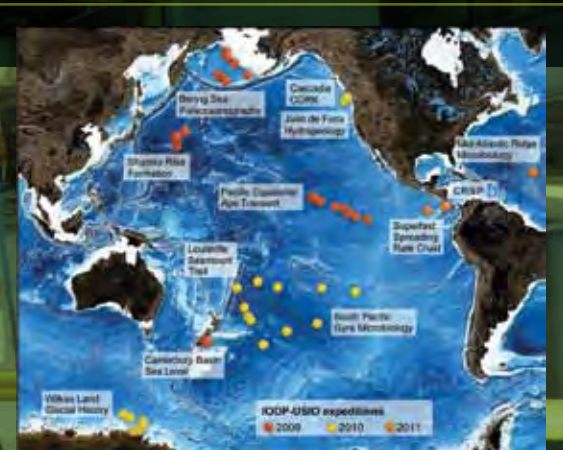 Bering Sea
Paleoceanography
Cascadia
CORK
Juan de Fuca
Hydrogeology
Mid-Atlantic Ridge
Microbiology
Shatsky Rise
Formation
CRISP
Pacific Equatorial
Age Transect
Superfast
Spreading
Rate Crust
Louisville
Seamount
Trail
South Pacific
Gyre Microbiology
Canterbury Basin
Sea Level
Wilkes Land
Glacial History
IODP-USIO expeditions
2009 2010 2011